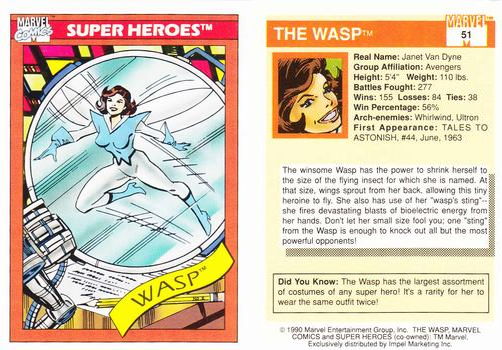 MARVEL
COMICS
SUPER HEROES™
WASP™
THE WASP™
MARVEL
51
Real Name: Janet Van Dyne
Group Affiliation: Avengers
Height: 5'4" Weight: 110 lbs.
Battles Fought: 277
Wins: 155 Losses: 84 Ties: 38
Win Percentage: 56%
Arch-enemies: Whirlwind, Ultron
First Appearance: TALES TO
ASTONISH, #44, June, 1963
The winsome Wasp has the power to shrink herself to
the size of the flying insect for which she is named. At
that size, wings sprout from her back, allowing this tiny
heroine to fly. She also has use of her "wasp's sting"--
she fires devastating blasts of bioelectric energy from
her hands. Don't let her small size fool you; one "sting"
from the Wasp is enough to knock out all but the most
powerful opponents!
Did You Know: The Wasp has the largest assortment
of costumes of any super hero! It's a rarity for her to
wear the same outfit twice!
© 1990 Marvel Entertainment Group, Inc. THE WASP, MARVEL
COMICS and SUPER HEROES (co-owned): TM Marvel.
Exclusively distributed by Impel Marketing Inc.